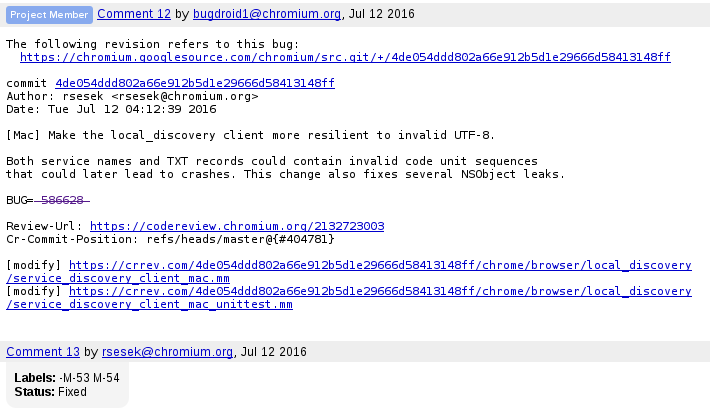 Project Member Comment 12 by bugdroid1@chromium.org, Jul 12 2016
The following revision refers to this bug:
https://chromium.googlesource.com/chromium/src.git/+/4de054ddd802a66e912b5d1e29666d58413148ff
commit 4de054ddd802a66e912b5d1e29666d58413148ff
Author: rsesek <rsesek@chromium.org>
Date: Tue Jul 12 04:12:39 2016
[Mac] Make the local_discovery client more resilient to invalid UTF-8.
Both service names and TXT records could contain invalid code unit sequences
that could later lead to crashes. This change also fixes several NSObject leaks.
BUG=586628
Review-Url: https://codereview.chromium.org/2132723003
Cr-Commit-Position: refs/heads/master@{#404781}
[modify] https://crrev.com/4de054ddd802a66e912b5d1e29666d58413148ff/chrome/browser/local_discovery
/service_discovery_client_mac.mm
[modify] https://crrev.com/4de054ddd802a66e912b5d1e29666d58413148ff/chrome/browser/local_discovery
/service_discovery_client_mac_unittest.mm
Comment 13 by rsesek@chromium.org, Jul 12 2016
Labels: -M-53 M-54
Status: Fixed